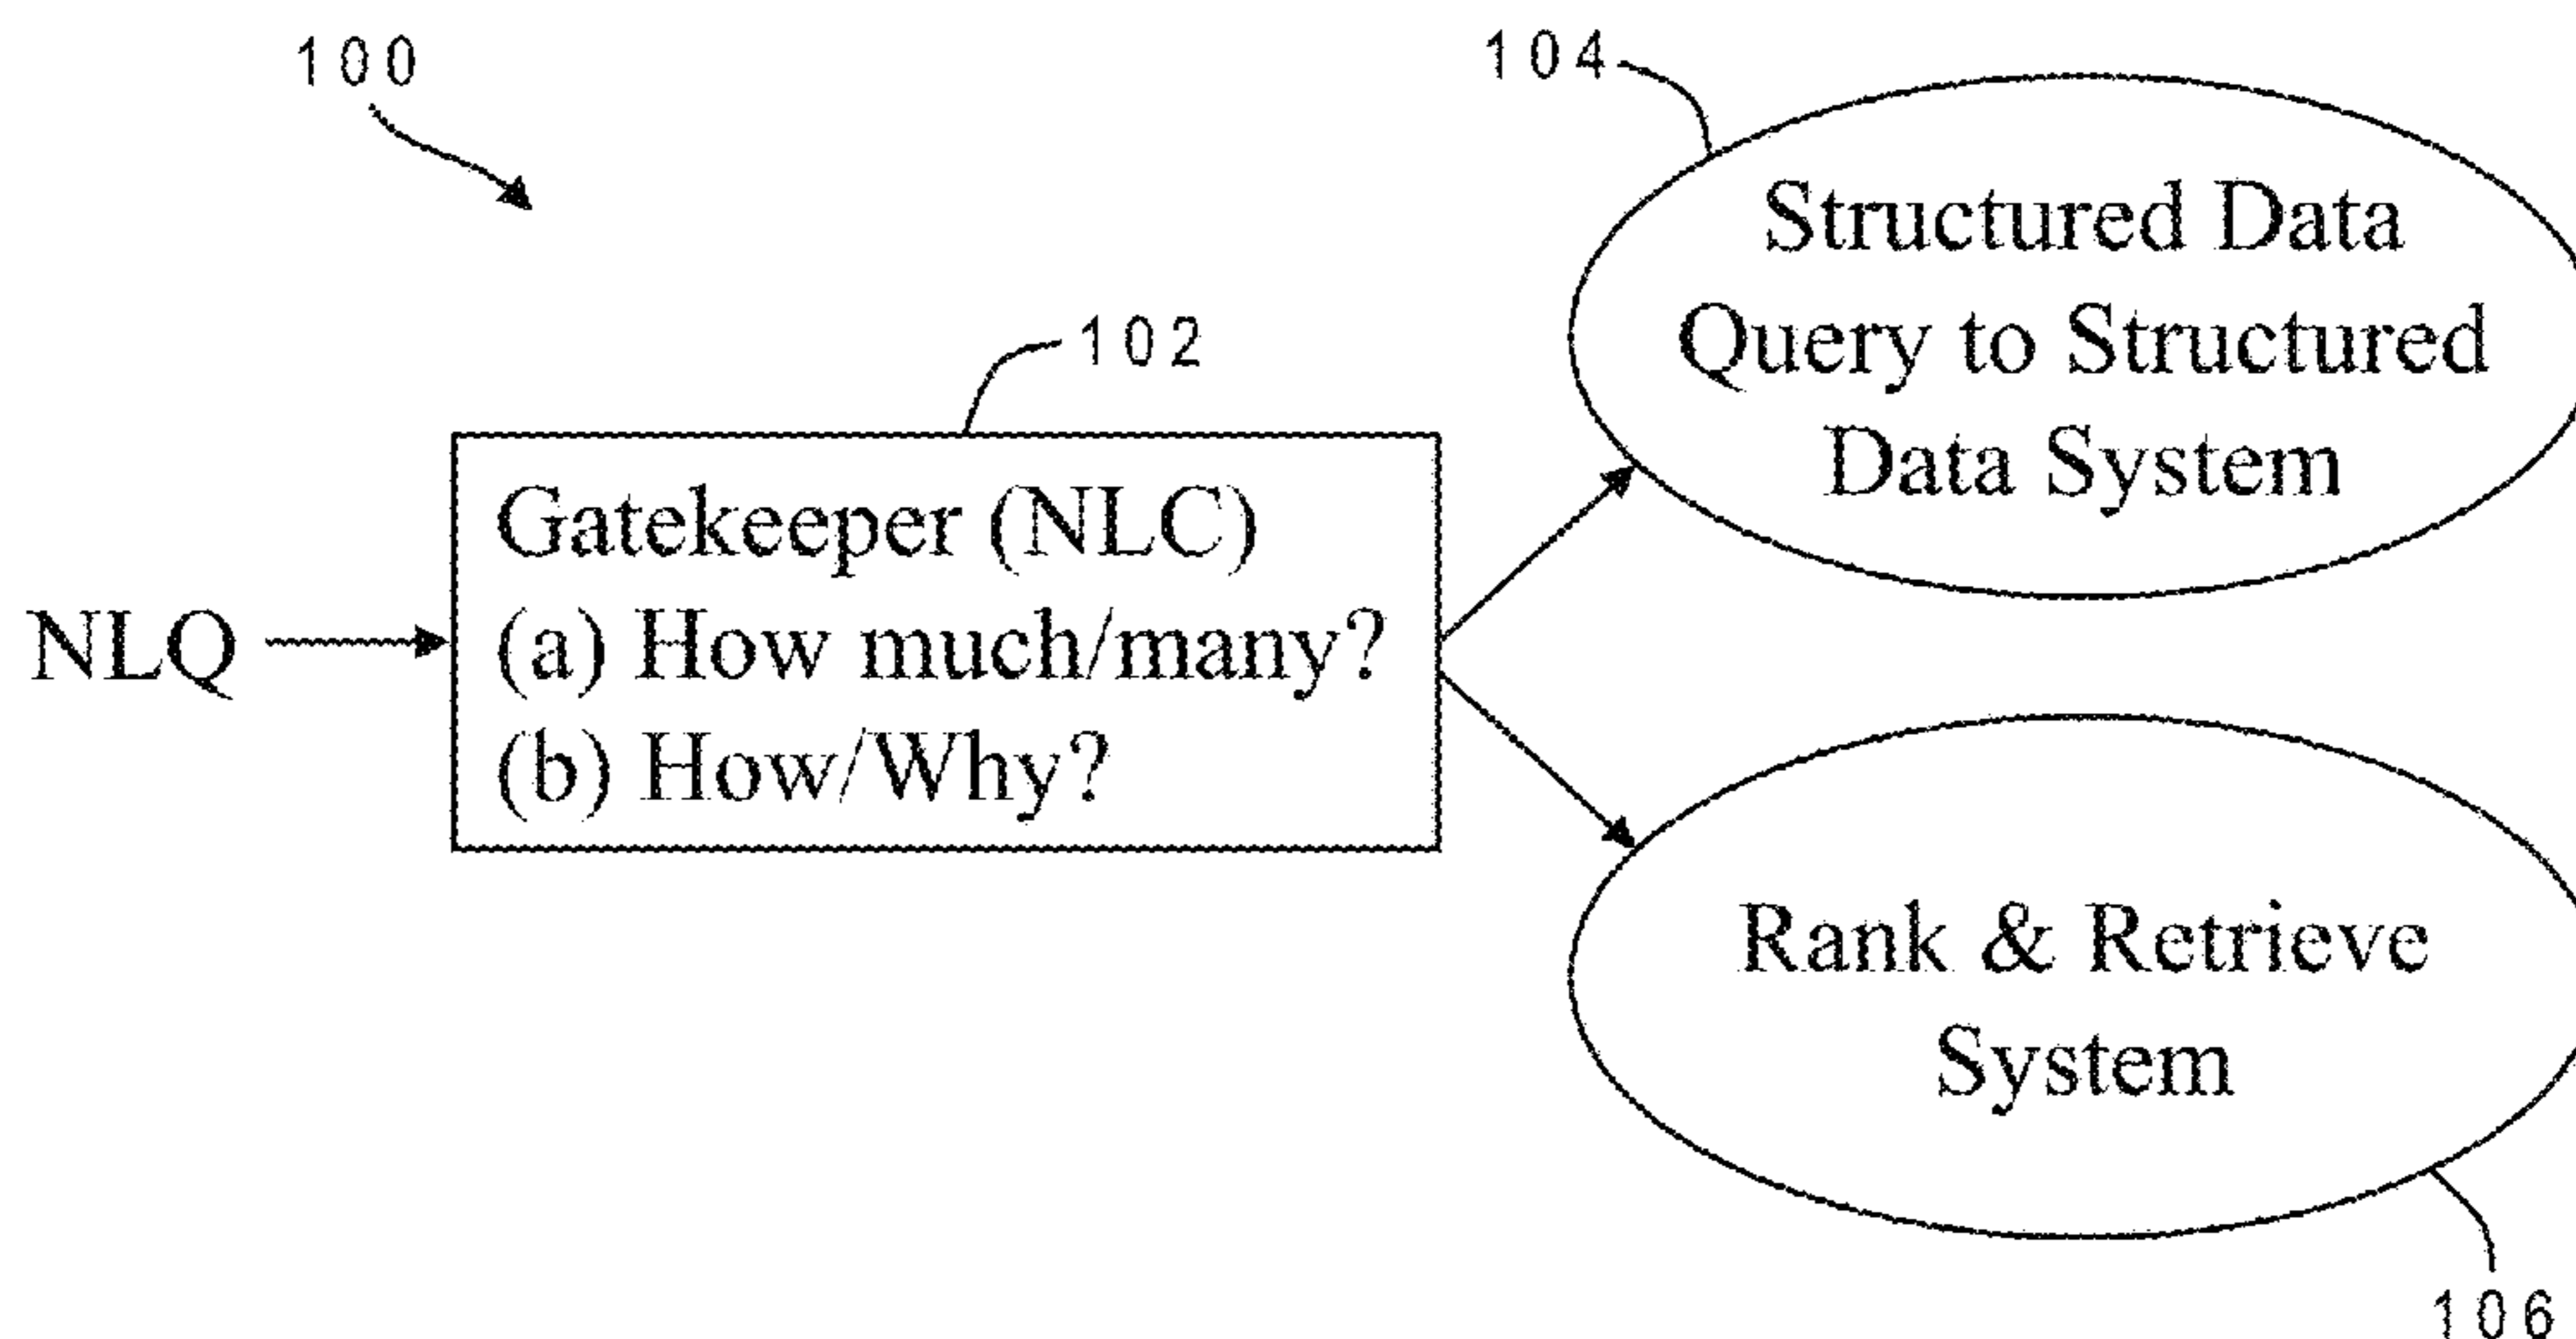 100
104
Structured Data
Query to Structured
Data System
102
NLQ
Gatekeeper (NLC)
(a) How much/many?
(b) How/Why?
Rank & Retrieve
System
106